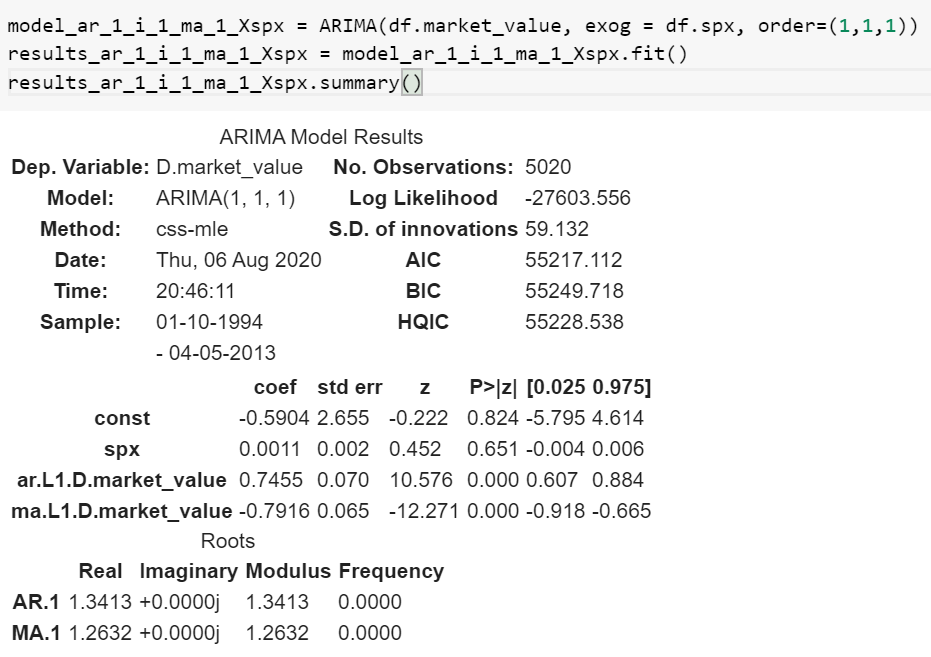 model_ar_1_i_1_ma_1_Xspx = ARIMA(df.market_value, exog = df.spx, order=(1,1,1))
results_ar_1_i_1_ma_1_Xspx = model_ar_1_i_1_ma_1_Xspx.fit()
results_ar_1_i_1_ma_1_Xspx.summary()
ARIMA Model Results
Dep. Variable: D.market_value No. Observations: 5020
Model: ARIMA(1, 1, 1) Log Likelihood -27603.556
Method: css-mle S.D. of innovations 59.132
Date: Thu, 06 Aug 2020 AIC 55217.112
Time: 20:46:11 BIC 55249.718
Sample: 01-10-1994 HQIC 55228.538
- 04-05-2013
coef std err z P>|z| [0.025 0.975]
const -0.5904 2.655 -0.222 0.824 -5.795 4.614
spx 0.0011 0.002 0.452 0.651 -0.004 0.006
ar.L1.D.market_value 0.7455 0.070 10.576 0.000 0.607 0.884
ma.L1.D.market_value -0.7916 0.065 -12.271 0.000 -0.918 -0.665
Roots
Real Imaginary Modulus Frequency
AR.1 1.3413 +0.0000j 1.3413 0.0000
MA.1 1.2632 +0.0000j 1.2632 0.0000